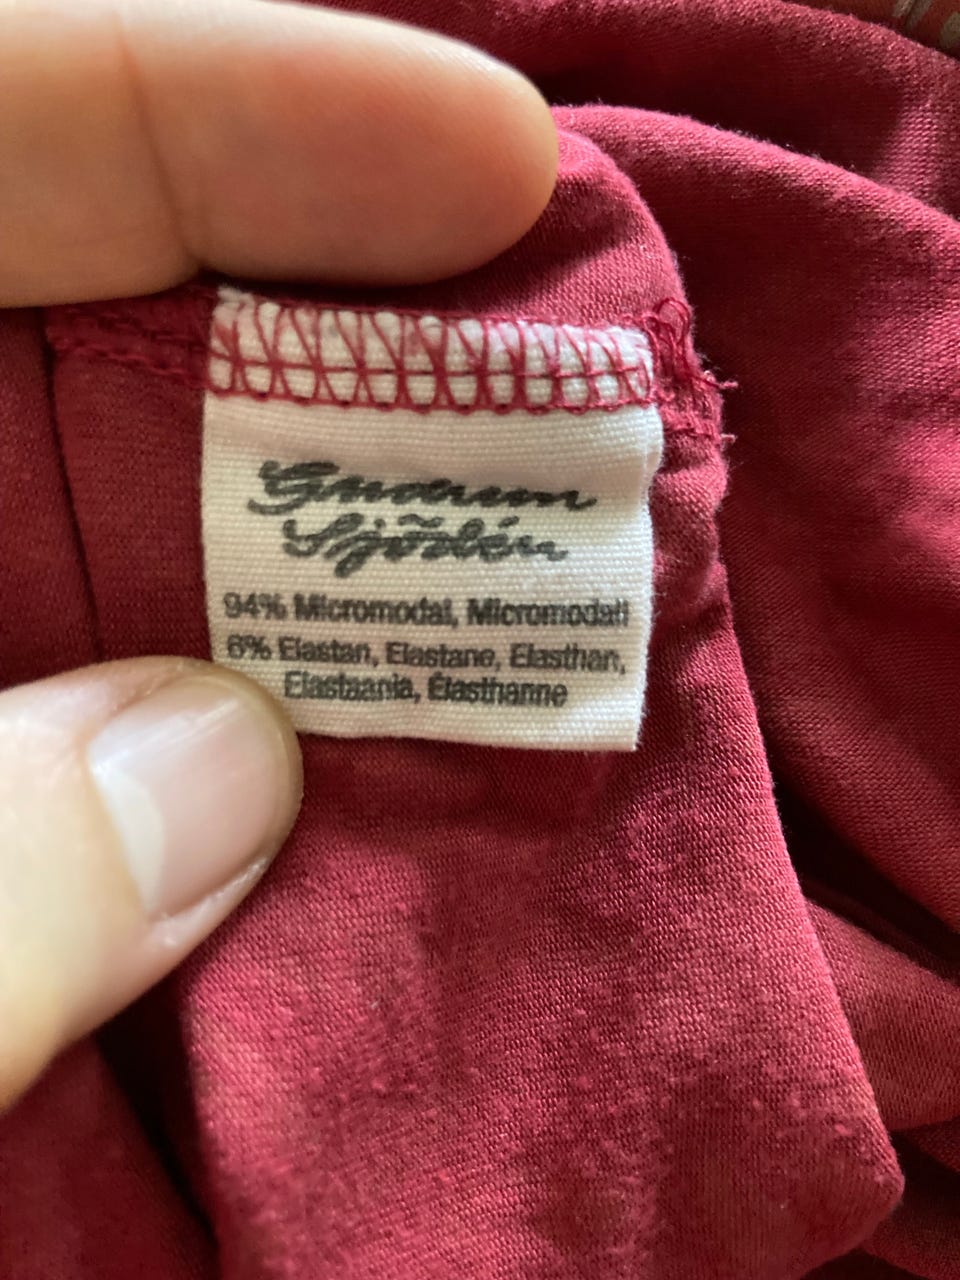 Gudrun
Sjödén
94% Micromodal, Micromodali
6% Elastan, Elastane, Elasthan,
Elastaania, Élasthanne